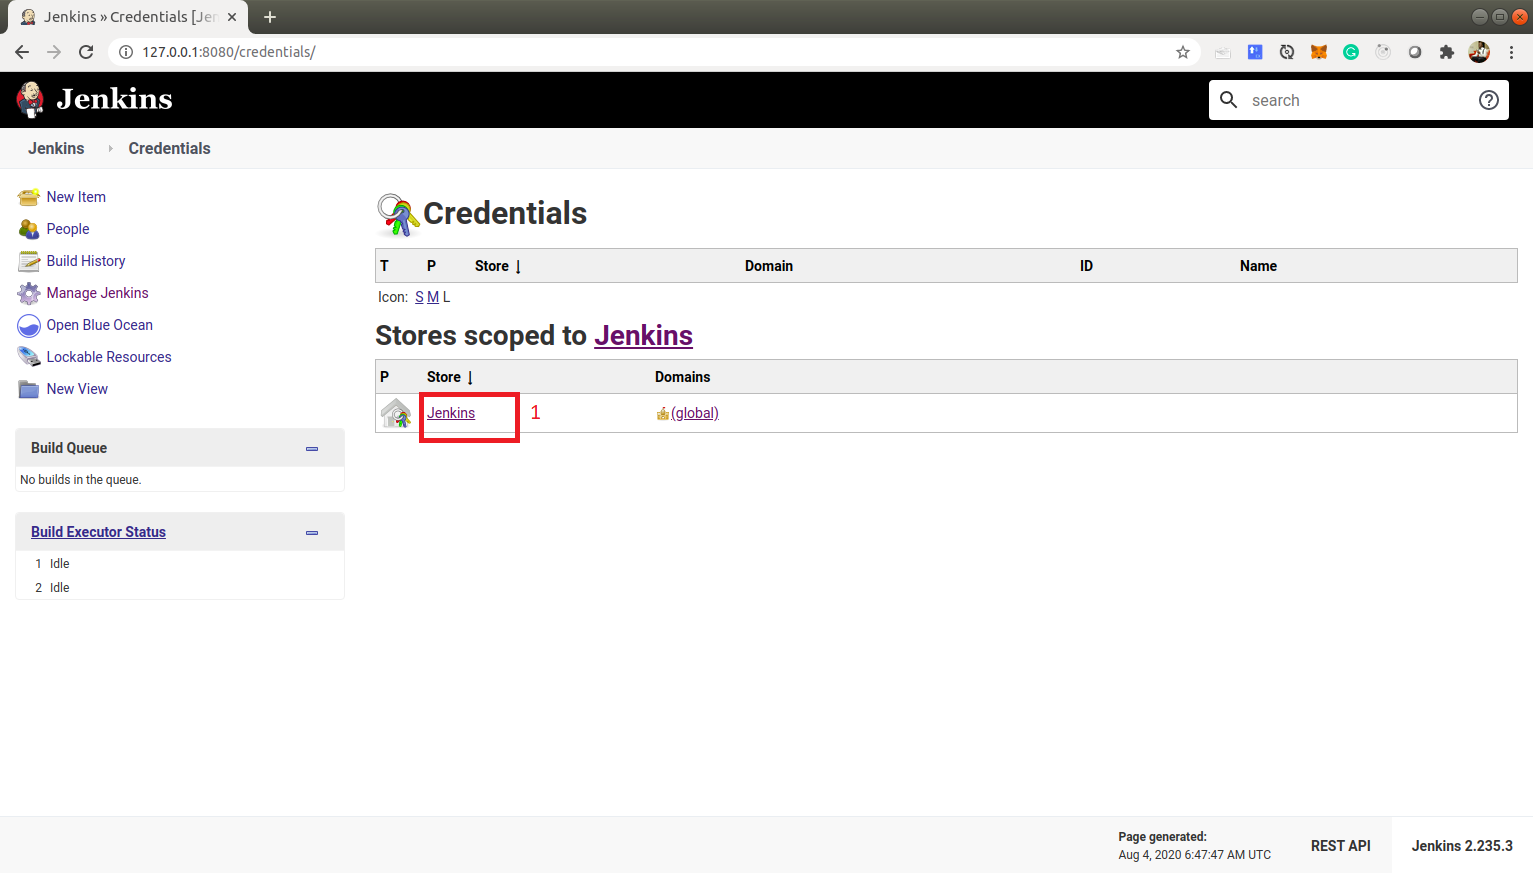 Jenkins » Credentials [Jen
127.0.0.1:8080/credentials/
Jenkins
search
Jenkins Credentials
New Item
People
Build History
Manage Jenkins
Open Blue Ocean
Lockable Resources
New View
Build Queue
No builds in the queue.
Build Executor Status
1 Idle
2 Idle
Credentials
T P Store ↓ Domain ID Name
Icon: S M L
Stores scoped to Jenkins
P Store ↓ Domains
Jenkins 1 (global)
Page generated:
Aug 4, 2020 6:47:47 AM UTC
REST API
Jenkins 2.235.3